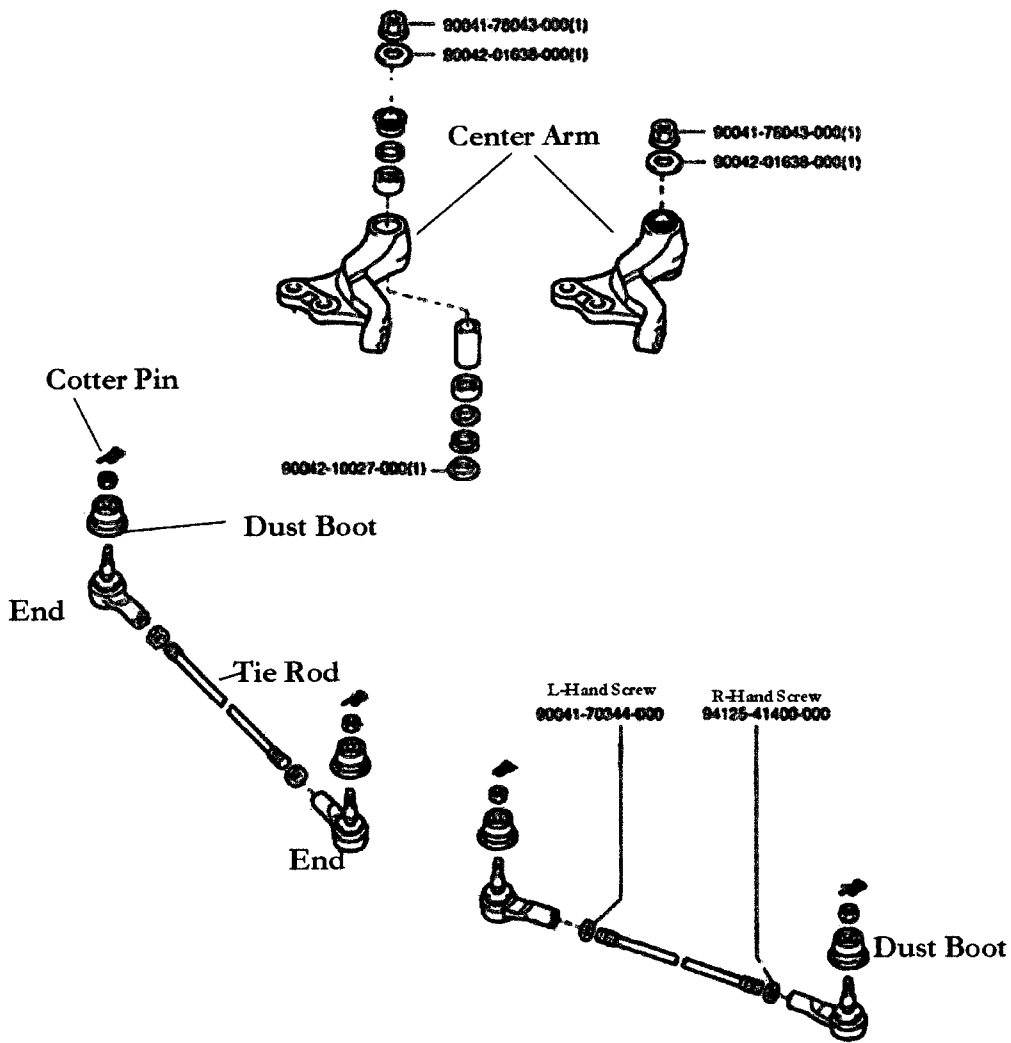 90041-76043-000(1)
90042-01638-000(1)
Center Arm
90041-76043-000(1)
90042-01638-000(1)
Cotter Pin
90042-10027-000(1)
Dust Boot
End
Tie Rod
L-Hand Screw
90041-70344-000
R-Hand Screw
94125-41400-000
End
Dust Boot